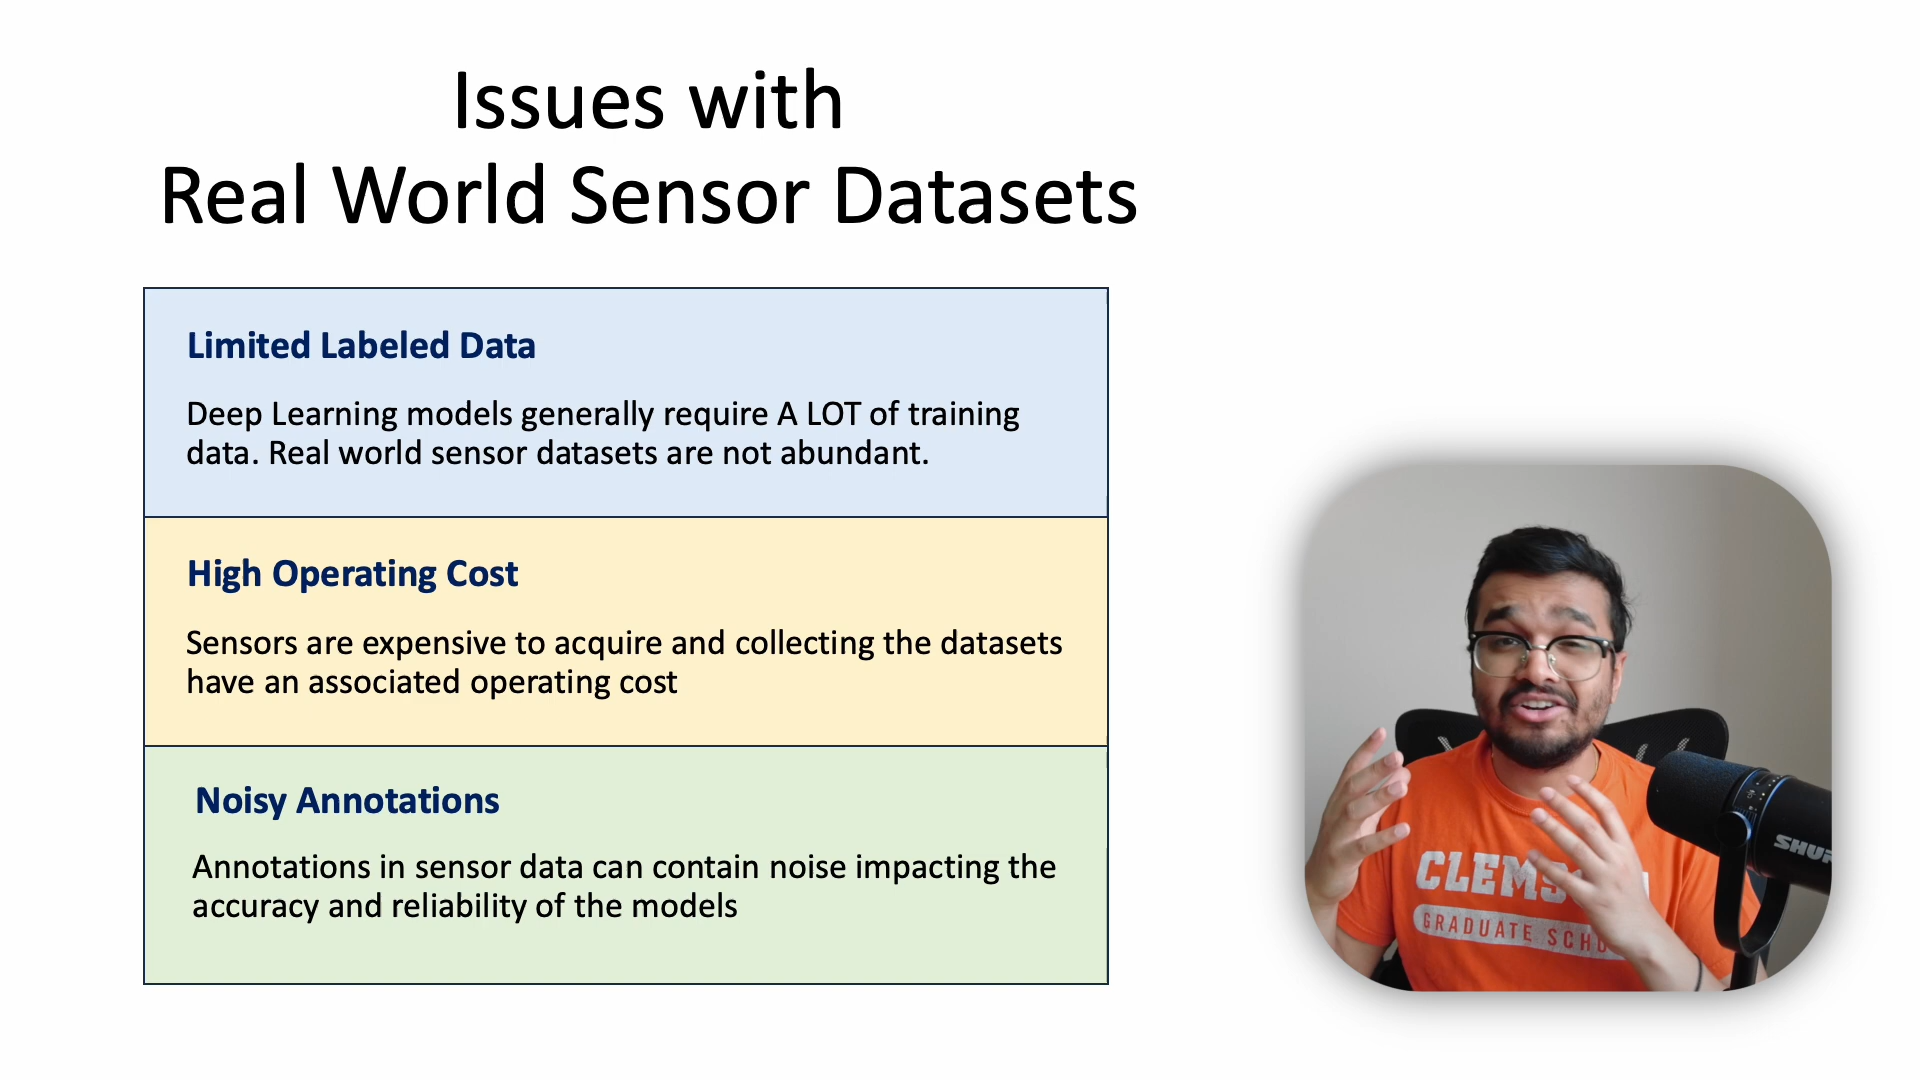 Issues with
Real World Sensor Datasets
Limited Labeled Data
Deep Learning models generally require A LOT of training
data. Real world sensor datasets are not abundant.
High Operating Cost
Sensors are expensive to acquire and collecting the datasets
have an associated operating cost
Noisy Annotations
Annotations in sensor data can contain noise impacting the
accuracy and reliability of the models
GRADUATE